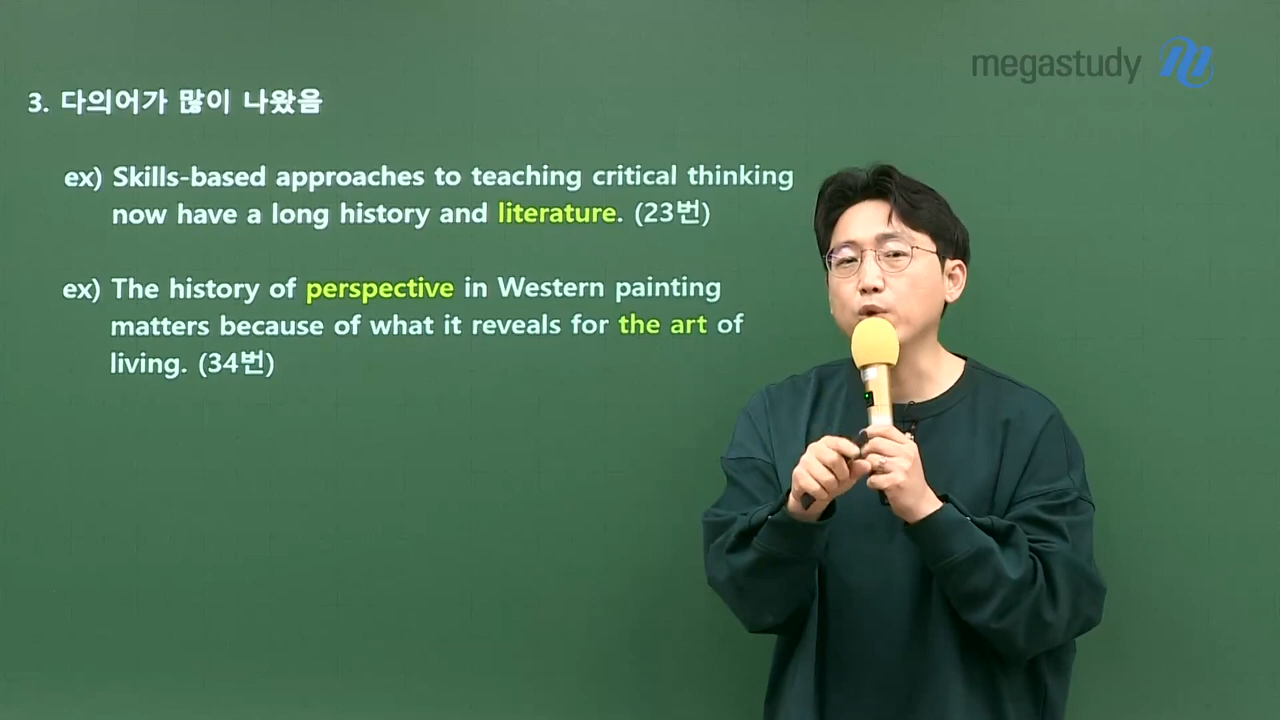 megastudy
3. 다의어가 많이 나왔음
ex) Skills-based approaches to teaching critical thinking
now have a long history and literature. (23번)
ex) The history of perspective in Western painting
matters because of what it reveals for the art of
living. (34번)